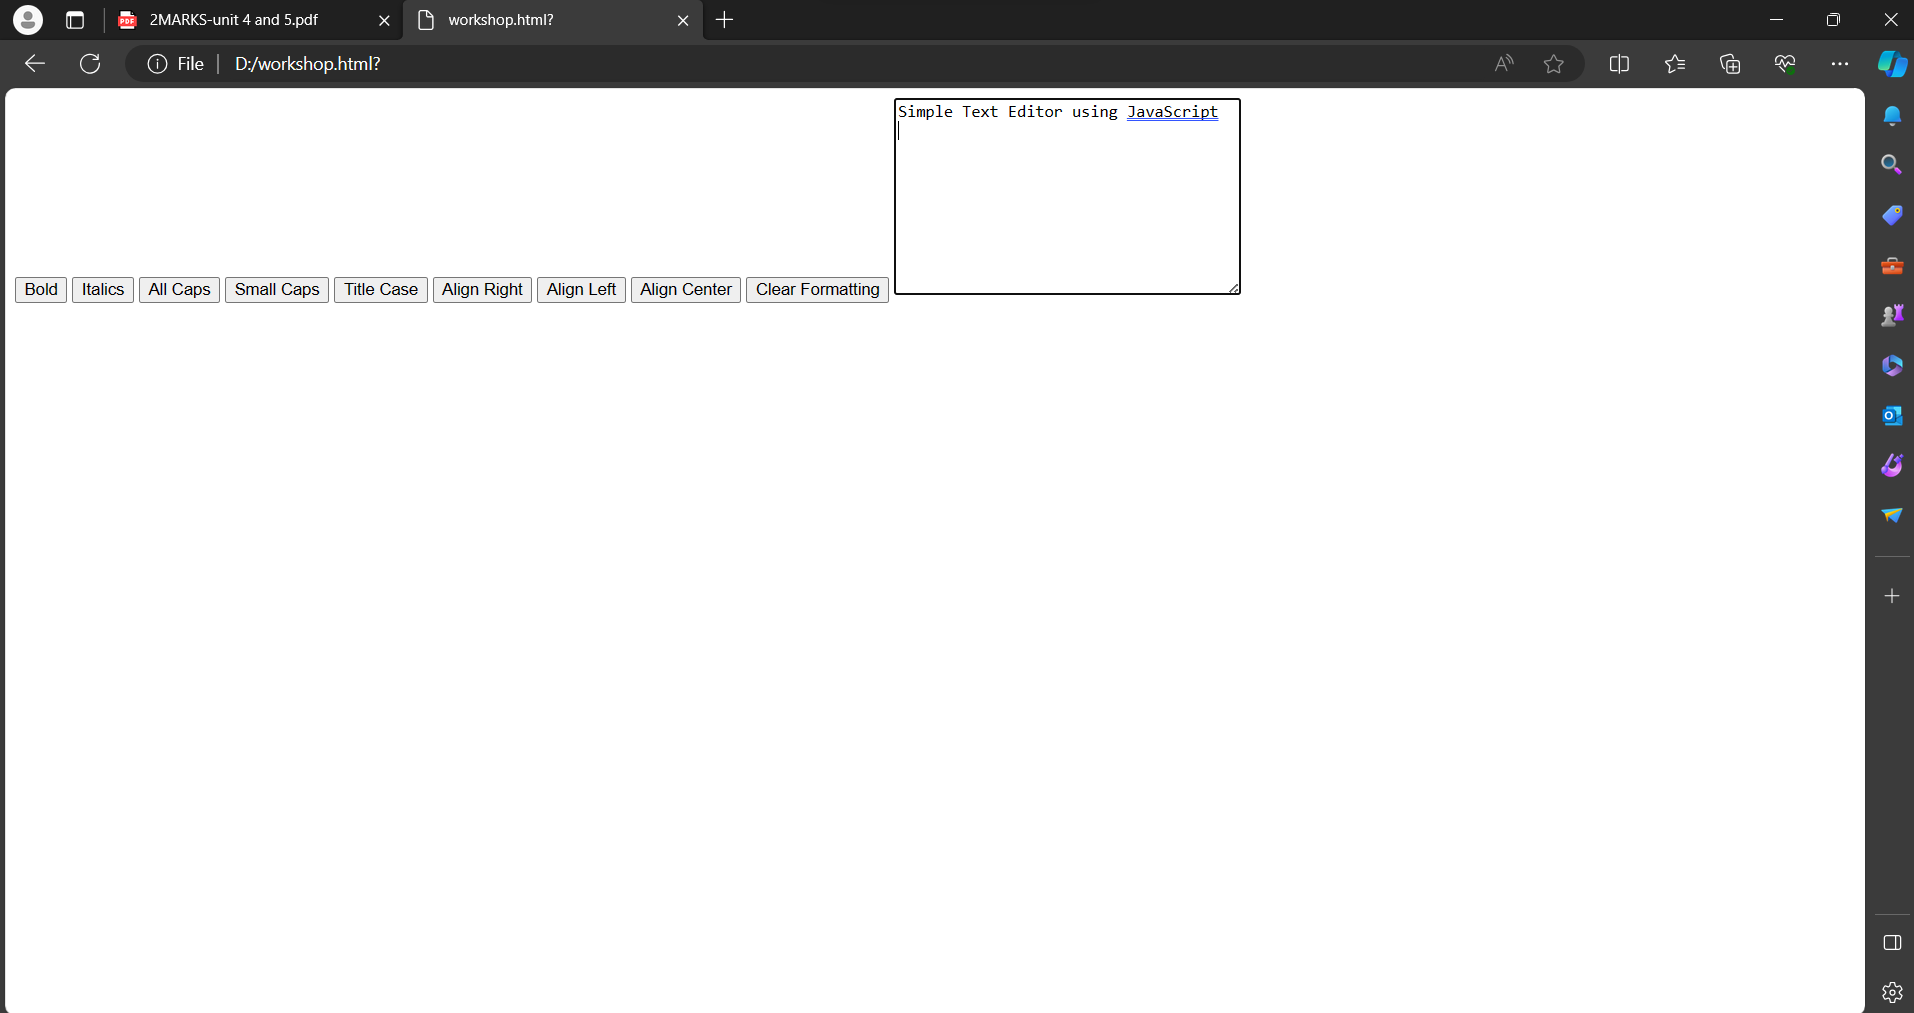 2MARKS-unit 4 and 5.pdf
workshop.html?
File
D:/workshop.html?
Simple Text Editor using JavaScript
Bold
Italics
All Caps
Small Caps
Title Case
Align Right
Align Left
Align Center
Clear Formatting